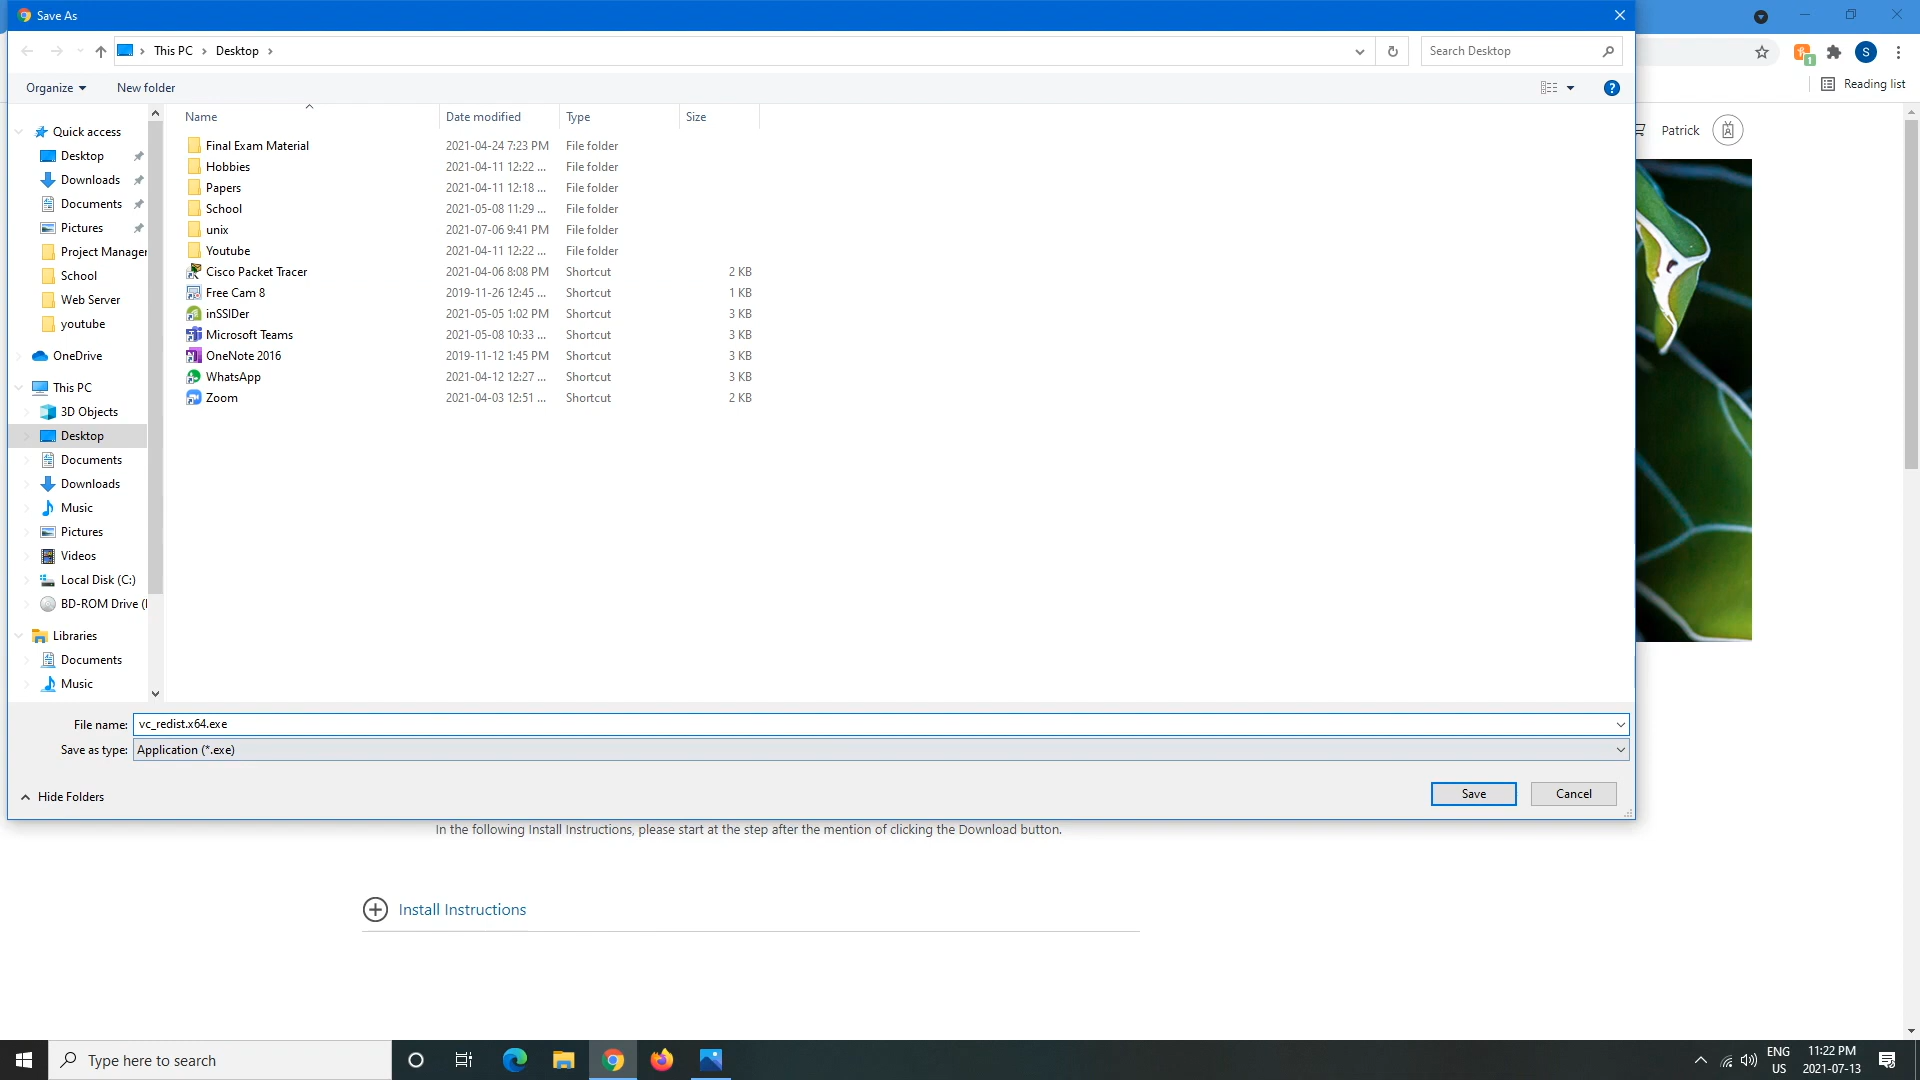 Save As
This PC Desktop
Search Desktop
Reading list
Organize New folder
Name Date modified Type Size
Patrick
Quick access
Desktop
Downloads
Documents
Pictures
Project Manager
School
Web Server
youtube
OneDrive
This PC
3D Objects
Desktop
Documents
Downloads
Music
Pictures
Videos
Local Disk (C:)
BD-ROM Drive (
Libraries
Documents
Music
Final Exam Material 2021-04-24 7:23 PM File folder
Hobbies 2021-04-11 12:22 ... File folder
Papers 2021-04-11 12:18 ... File folder
School 2021-05-08 11:29 ... File folder
unix 2021-07-06 9:41 PM File folder
Youtube 2021-04-11 12:22 ... File folder
Cisco Packet Tracer 2021-04-06 8:08 PM Shortcut 2 KB
Free Cam 8 2019-11-26 12:45 ... Shortcut 1 KB
inSSIDer 2021-05-05 1:02 PM Shortcut 3 KB
Microsoft Teams 2021-05-08 10:33 ... Shortcut 3 KB
OneNote 2016 2019-11-12 1:45 PM Shortcut 3 KB
WhatsApp 2021-04-12 12:27 ... Shortcut 3 KB
Zoom 2021-04-03 12:51 ... Shortcut 2 KB
File name: vc_redist.x64.exe
Save as type: Application (*.exe)
Hide Folders
Save
Cancel
In the following Install Instructions, please start at the step after the mention of clicking the Download button.
Install Instructions
Type here to search
ENG
US
11:22 PM
2021-07-13